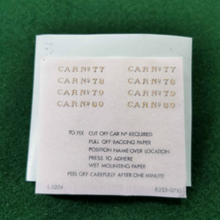 CAR Nº 77 CAR Nº 77
CAR Nº 78 CAR Nº 78
CAR Nº 79 CAR Nº 79
CAR Nº 80 CAR Nº 80
TO FIX CUT OFF CAR Nº REQUIRED
PULL OFF BACKING PAPER
POSITION NAME OVER LOCATION
PRESS TO ADHERE
WET MOUNTING PAPER
PEEL OFF CAREFULLY AFTER ONE MINUTE